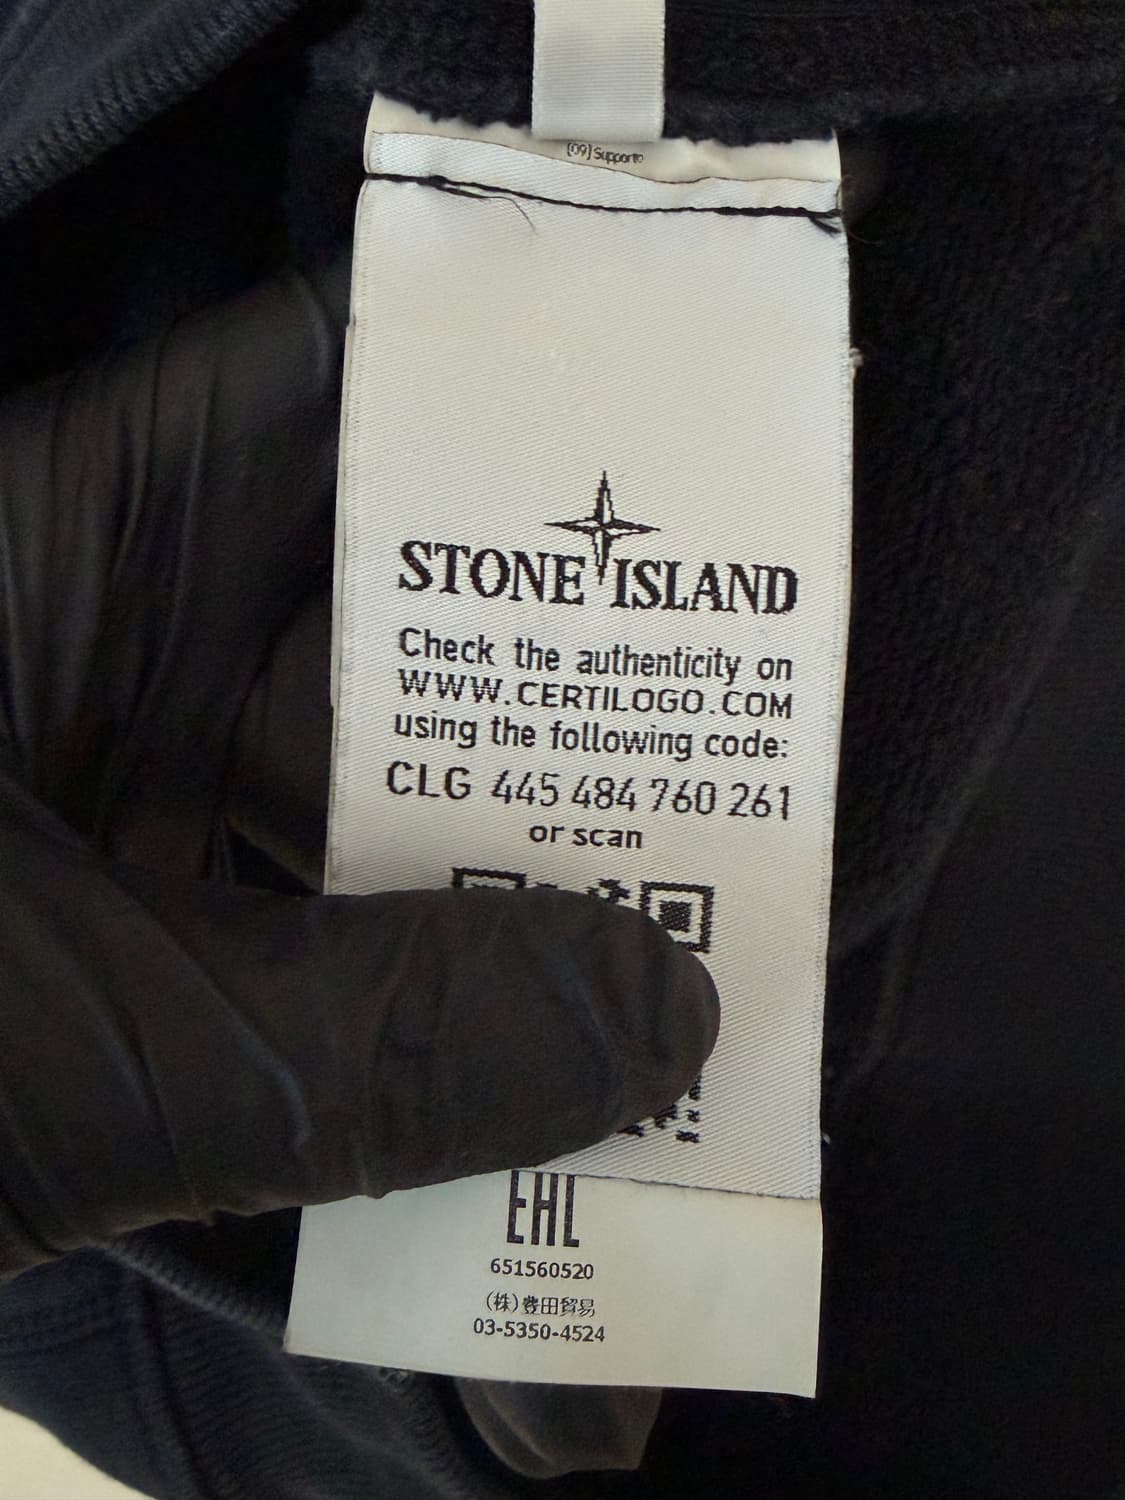 [09] Supporto
STONE ISLAND
Check the authenticity on
WWW.CERTILOGO.COM
using the following code:
CLG 445 484 760 261
or scan
EAC
651560520
(株)豊田貿易
03-5350-4524